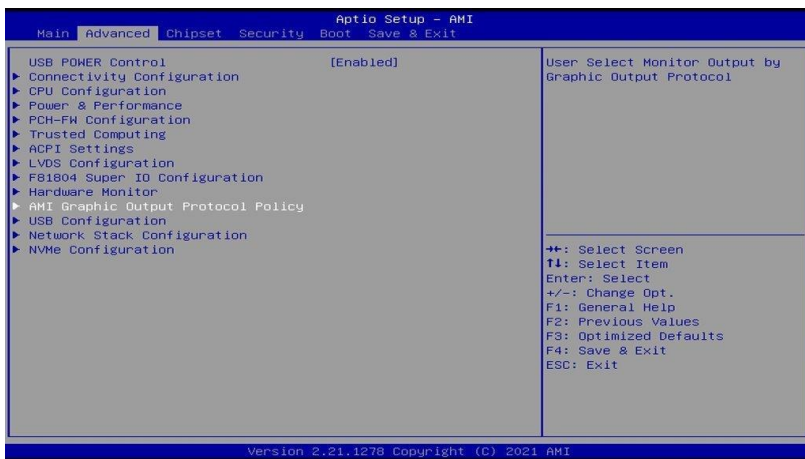 Aptio Setup - AMI
Main Advanced Chipset Security Boot Save & Exit
USB POWER Control [Enabled]
▶ Connectivity Configuration
▶ CPU Configuration
▶ Power & Performance
▶ PCH-FW Configuration
▶ Trusted Computing
▶ ACPI Settings
▶ LVDS Configuration
▶ F81804 Super IO Configuration
▶ Hardware Monitor
▶ AMI Graphic Output Protocol Policy
▶ USB Configuration
▶ Network Stack Configuration
▶ NVMe Configuration
User Select Monitor Output by
Graphic Output Protocol
→←: Select Screen
↑↓: Select Item
Enter: Select
+/-: Change Opt.
F1: General Help
F2: Previous Values
F3: Optimized Defaults
F4: Save & Exit
ESC: Exit
Version 2.21.1278 Copyright (C) 2021 AMI